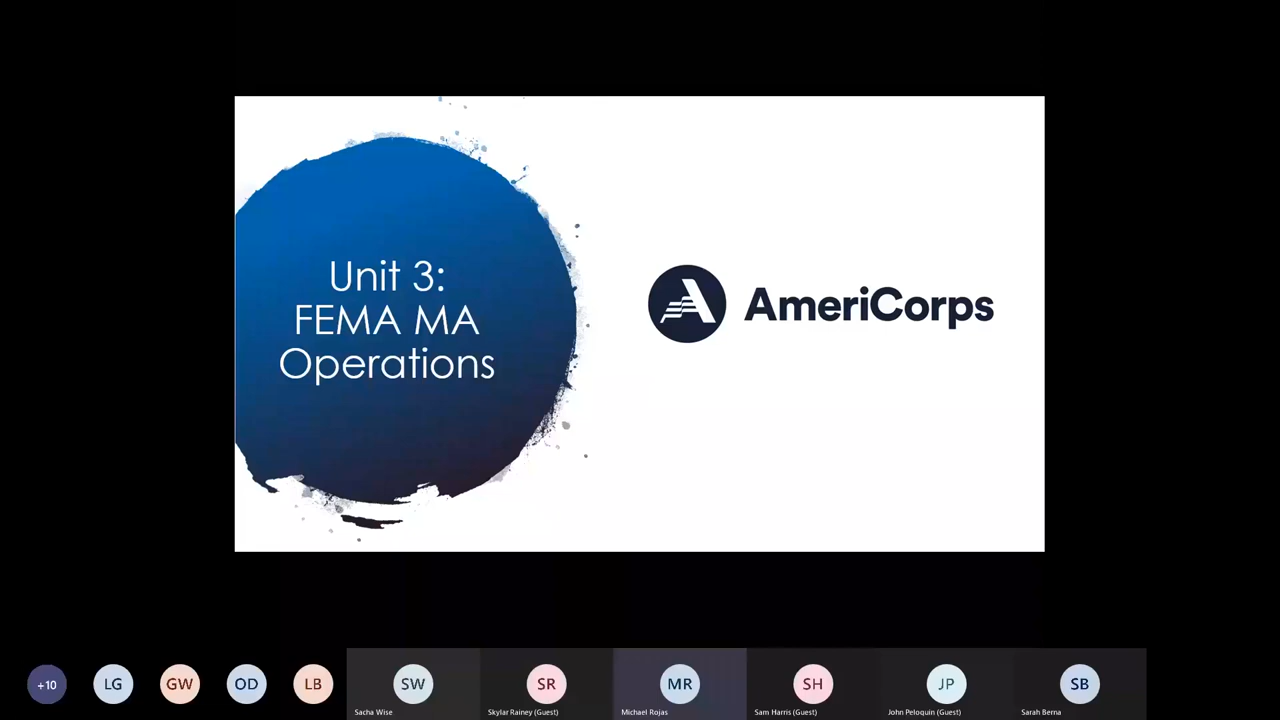 Unit 3:
FEMA MA
Operations
AmeriCorps
+10
LG
GW
OD
LB
SW
SR
MR
SH
JP
SB
Sacha Wise
Skylar Rainey (Guest)
Michael Rojas
Sam Harris (Guest)
John Peloquin (Guest)
Sarah Berna